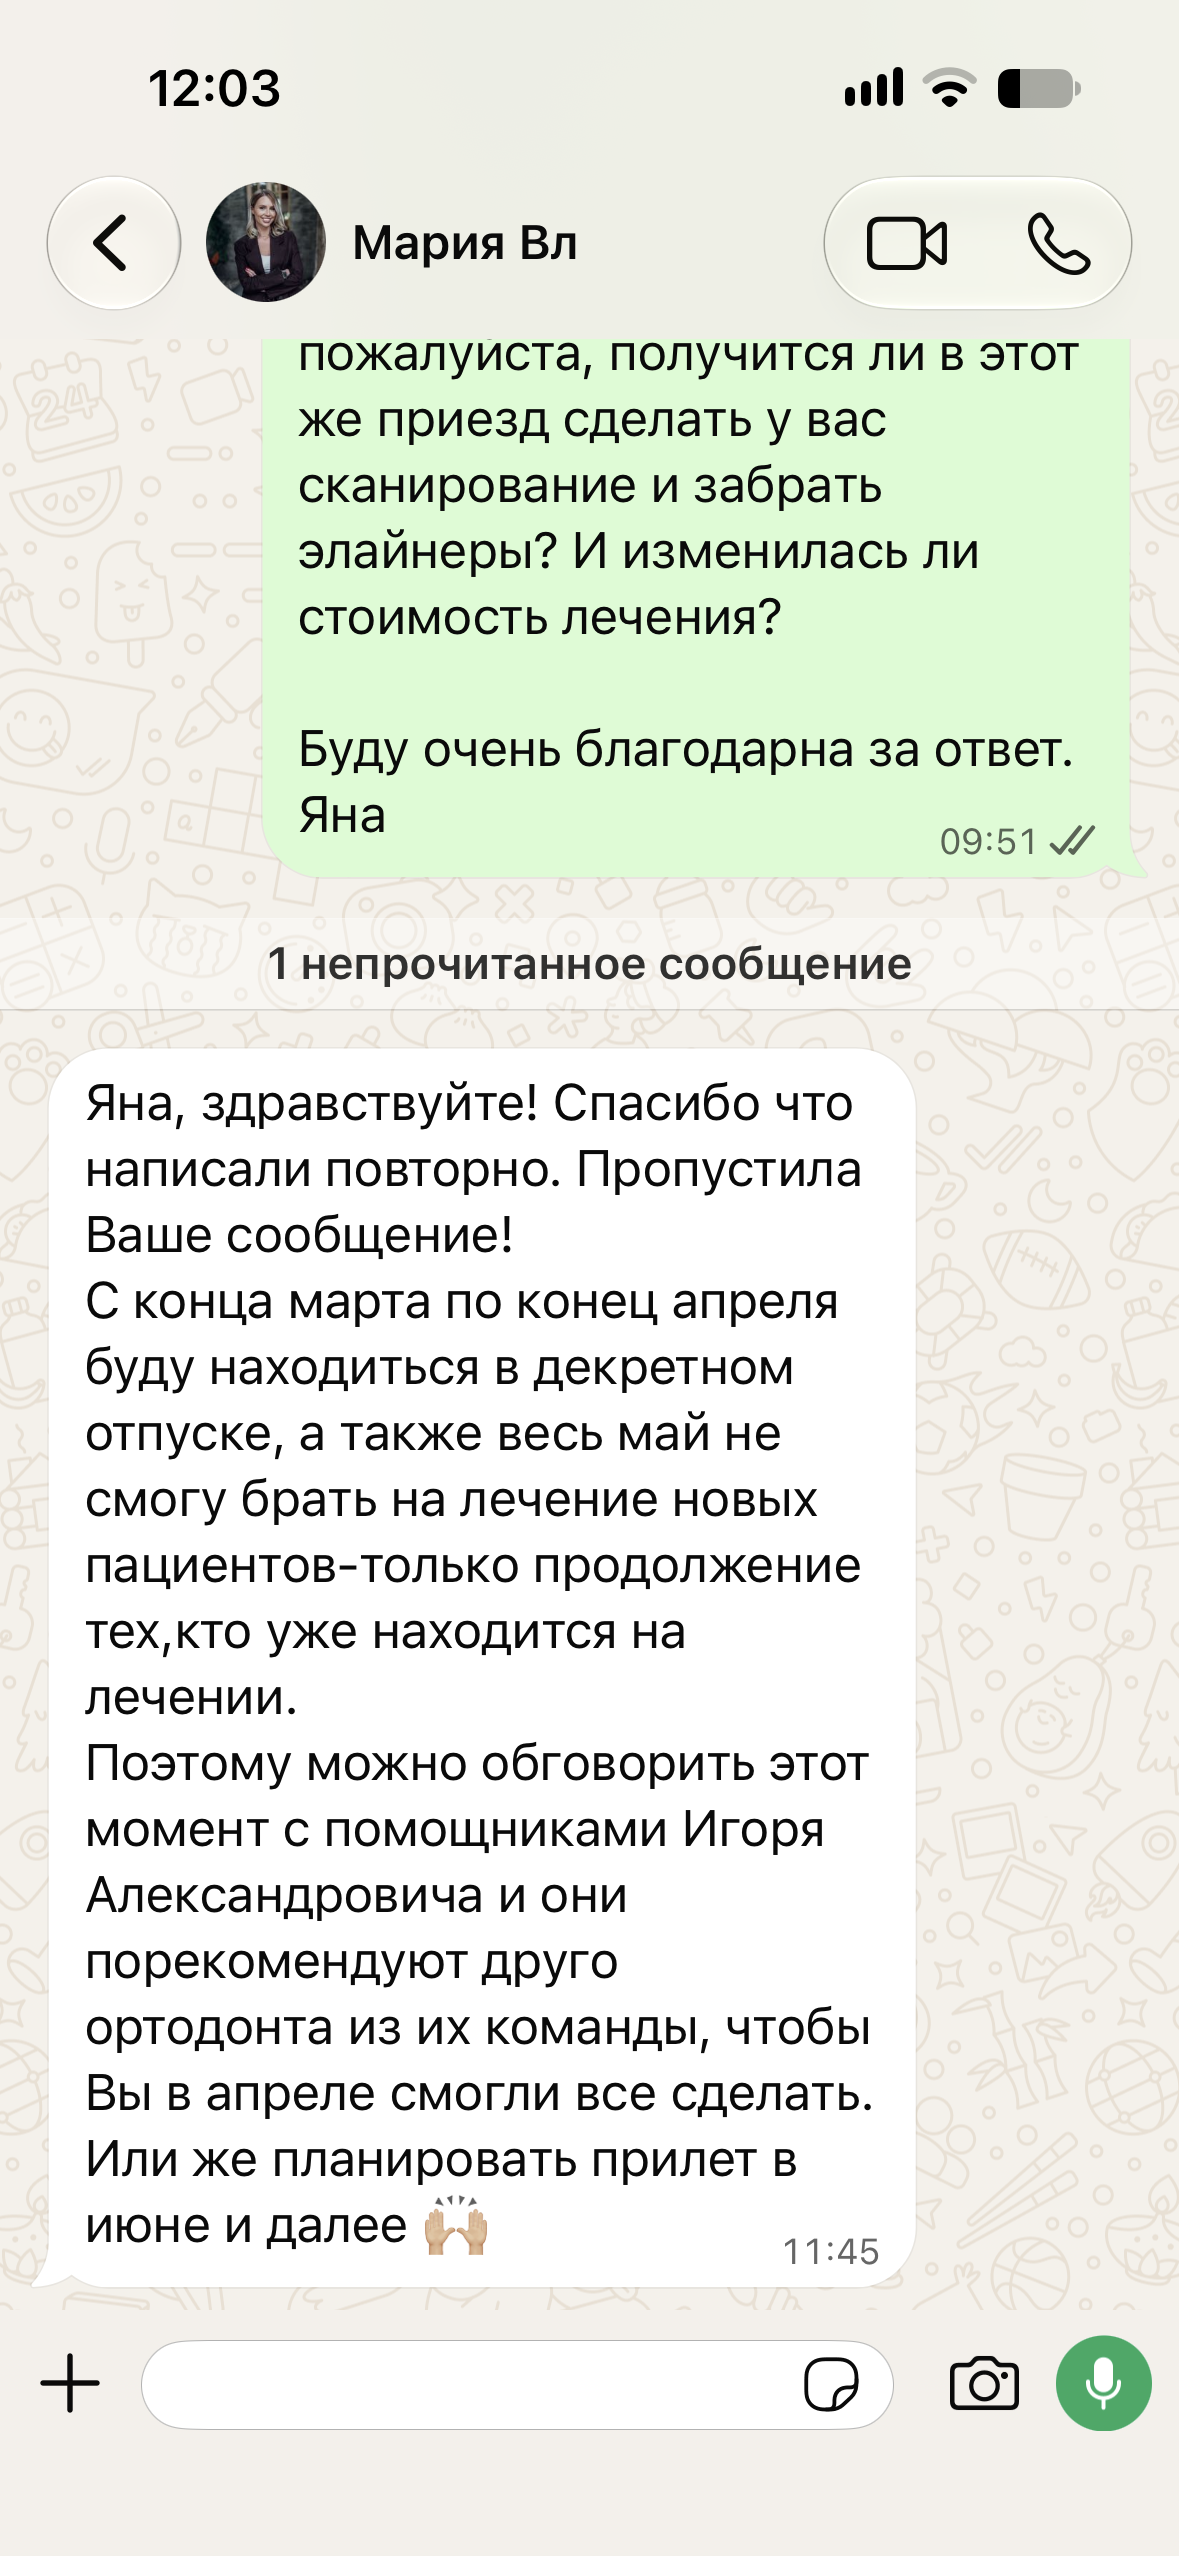 12:03
Мария Вл
пожалуйста, получится ли в этот
же приезд сделать у вас
сканирование и забрать
элайнеры? И изменилась ли
стоимость лечения?
Буду очень благодарна за ответ.
Яна
09:51
1 непрочитанное сообщение
Яна, здравствуйте! Спасибо что
написали повторно. Пропустила
Ваше сообщение!
С конца марта по конец апреля
буду находиться в декретном
отпуске, а также весь май не
смогу брать на лечение новых
пациентов-только продолжение
тех,кто уже находится на
лечении.
Поэтому можно обговорить этот
момент с помощниками Игоря
Александровича и они
порекомендуют друго
ортодонта из их команды, чтобы
Вы в апреле смогли все сделать.
Или же планировать прилет в
июне и далее 🙌🏼
11:45